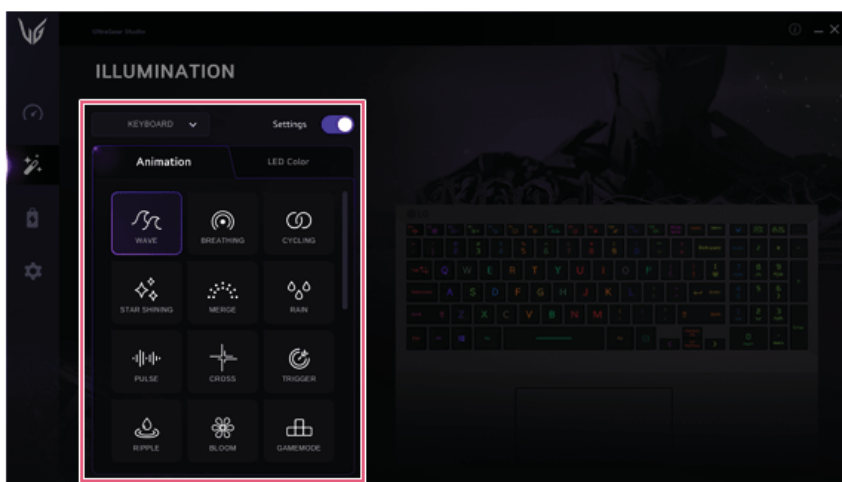 UltraGear Studio
ILLUMINATION
KEYBOARD
Settings
Animation
LED Color
WAVE
BREATHING
CYCLING
STAR SHINING
MERGE
RAIN
PULSE
CROSS
TRIGGER
RIPPLE
BLOOM
GAMEMODE
LG
Q W E R T Y U I O P
A S D F G H J K L
Z X C V B N M